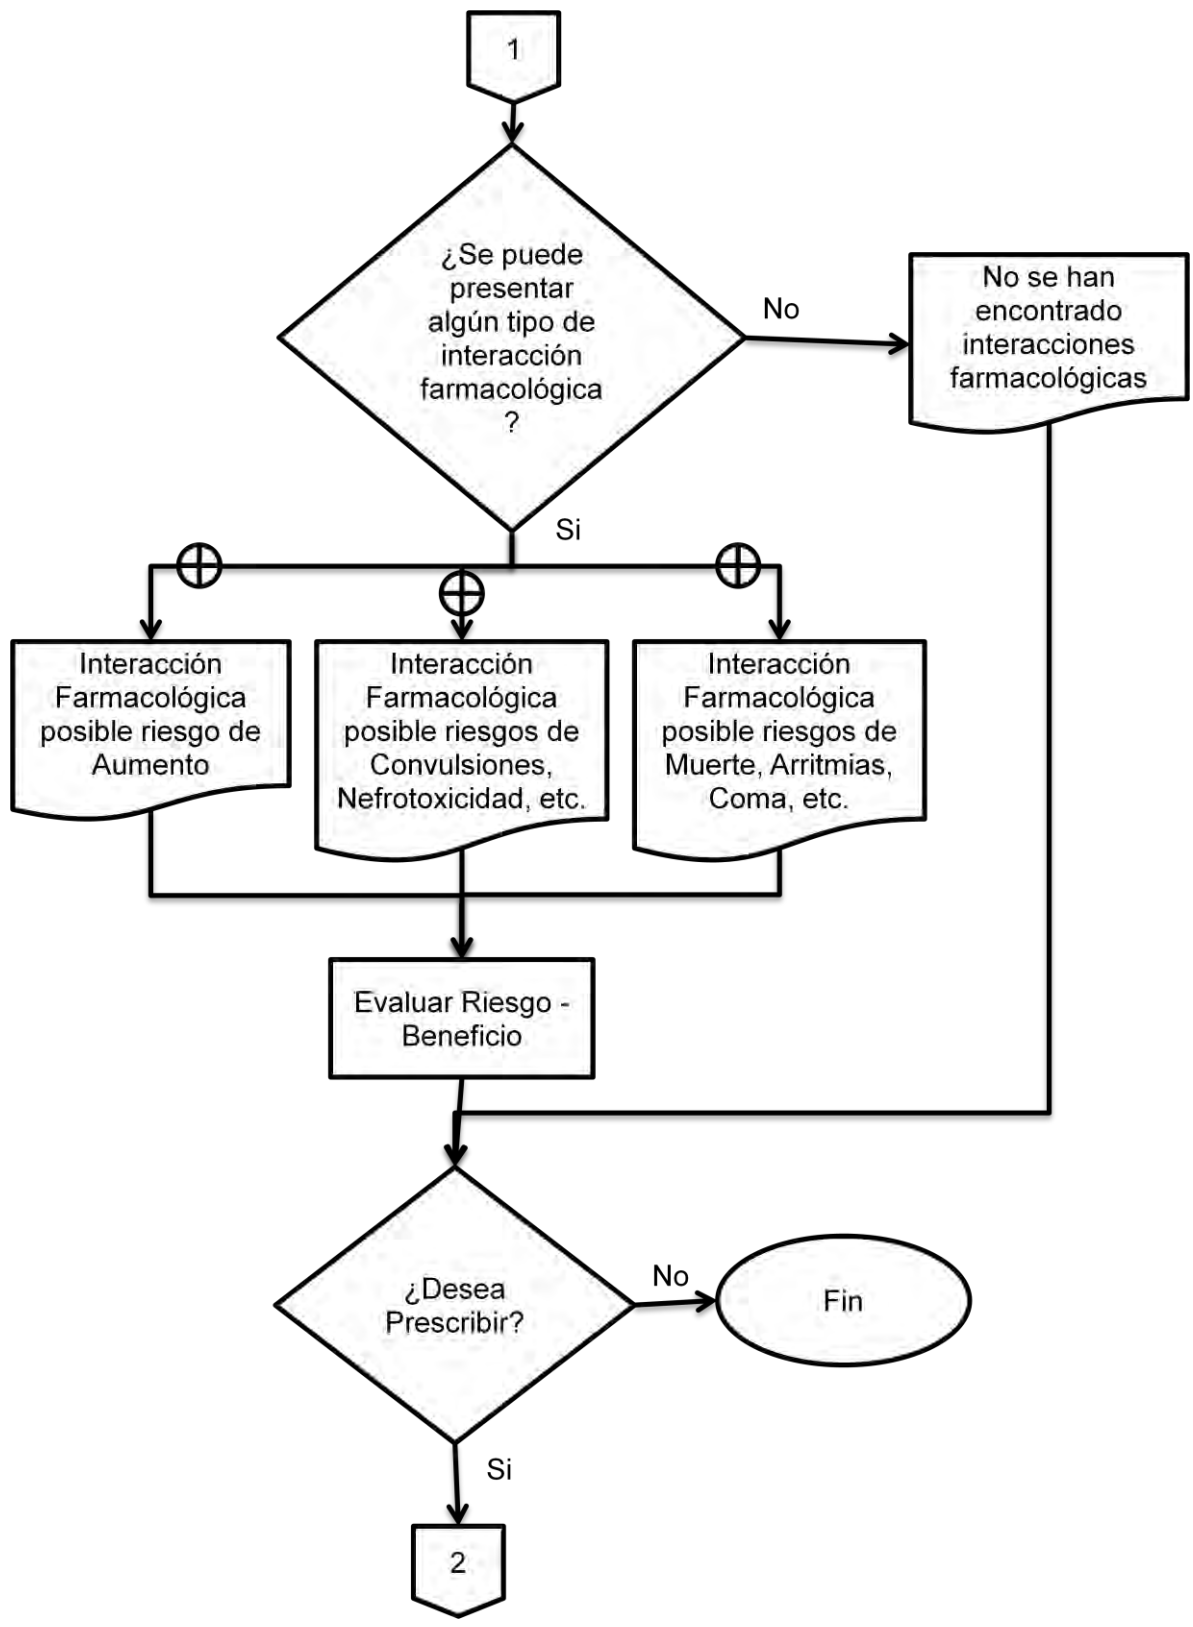 1
¿Se puede
presentar
algún tipo de
interacción
farmacológica
?
No
No se han
encontrado
interacciones
farmacológicas
Si
Interacción
Farmacológica
posible riesgo de
Aumento
Interacción
Farmacológica
posible riesgos de
Convulsiones,
Nefrotoxicidad, etc.
Interacción
Farmacológica
posible riesgos de
Muerte, Arritmias,
Coma, etc.
Evaluar Riesgo -
Beneficio
¿Desea
Prescribir?
No
Fin
Si
2